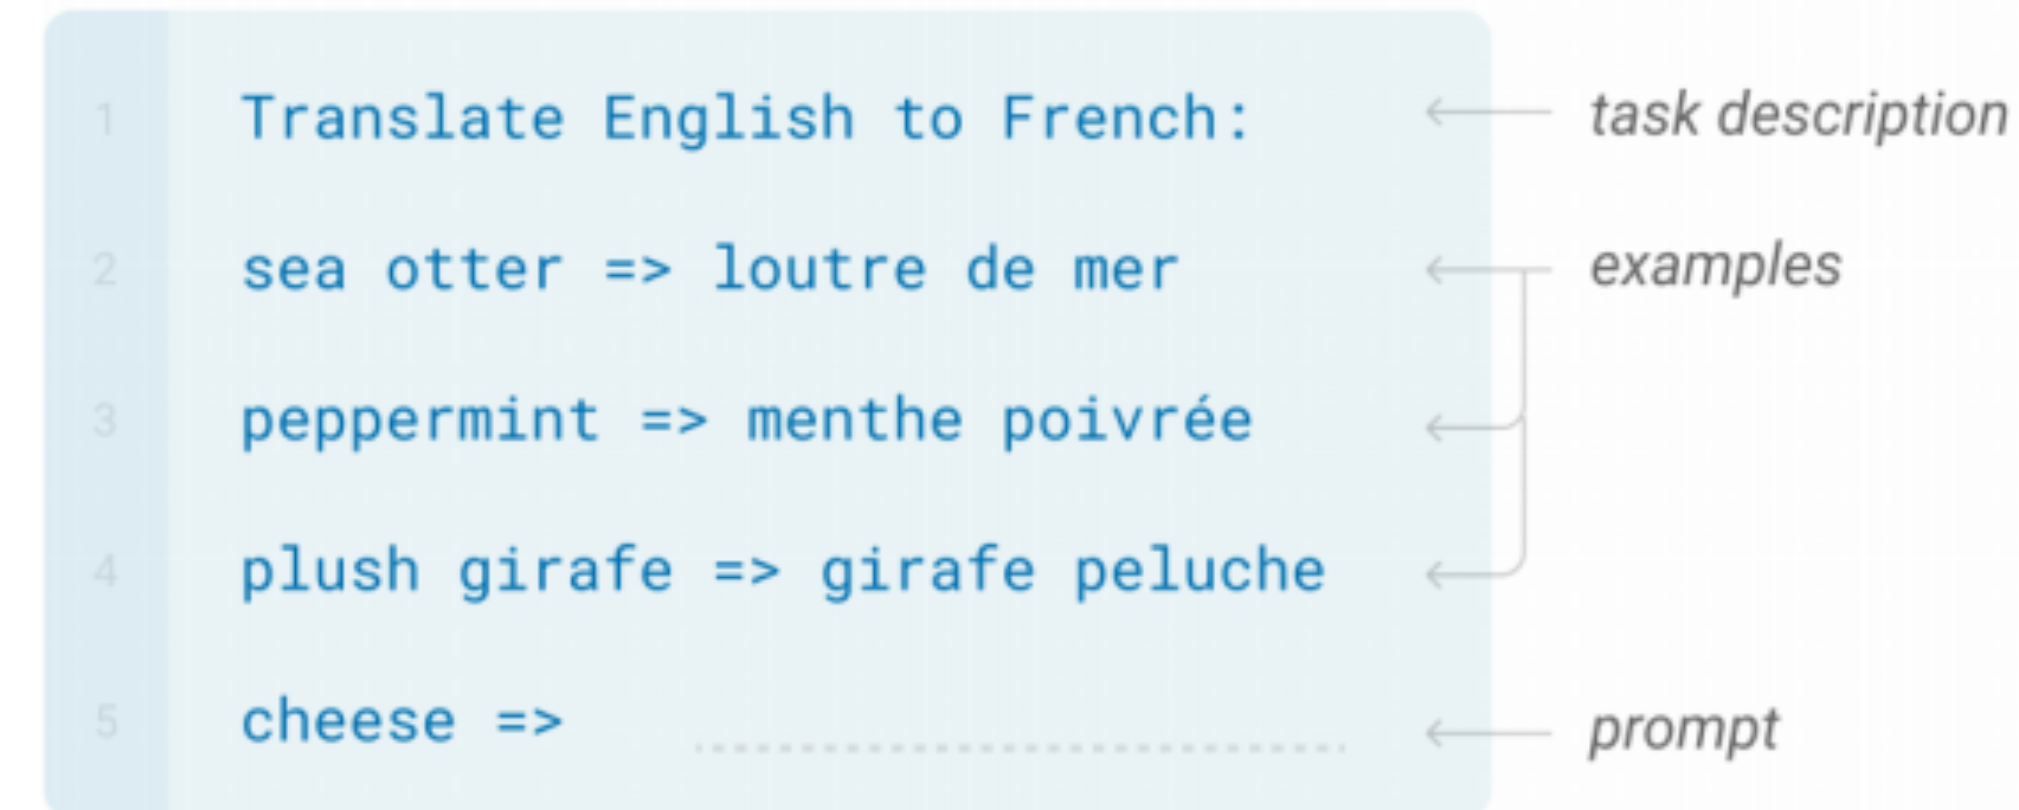 1 Translate English to French: task description
2 sea otter => loutre de mer examples
3 peppermint => menthe poivrée
4 plush girafe => girafe peluche
5 cheese => prompt